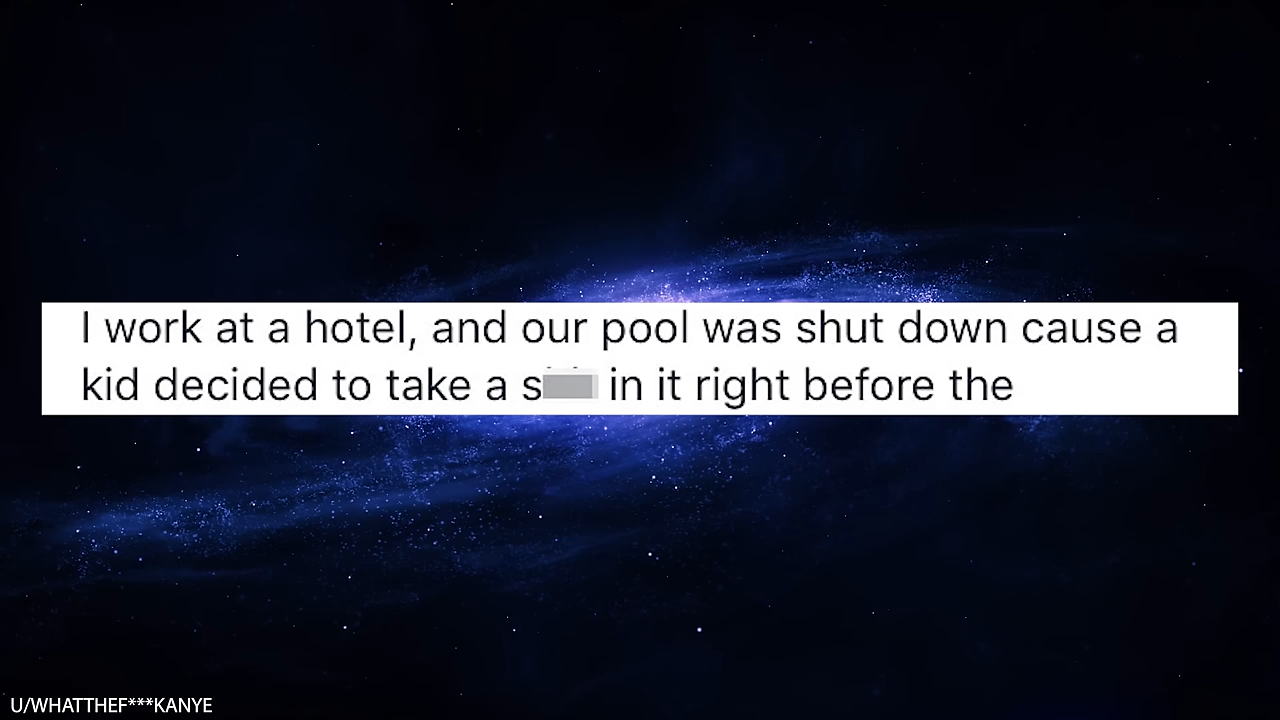 I work at a hotel, and our pool was shut down cause a
kid decided to take a s in it right before the
U/WHATTHEF***KANYE